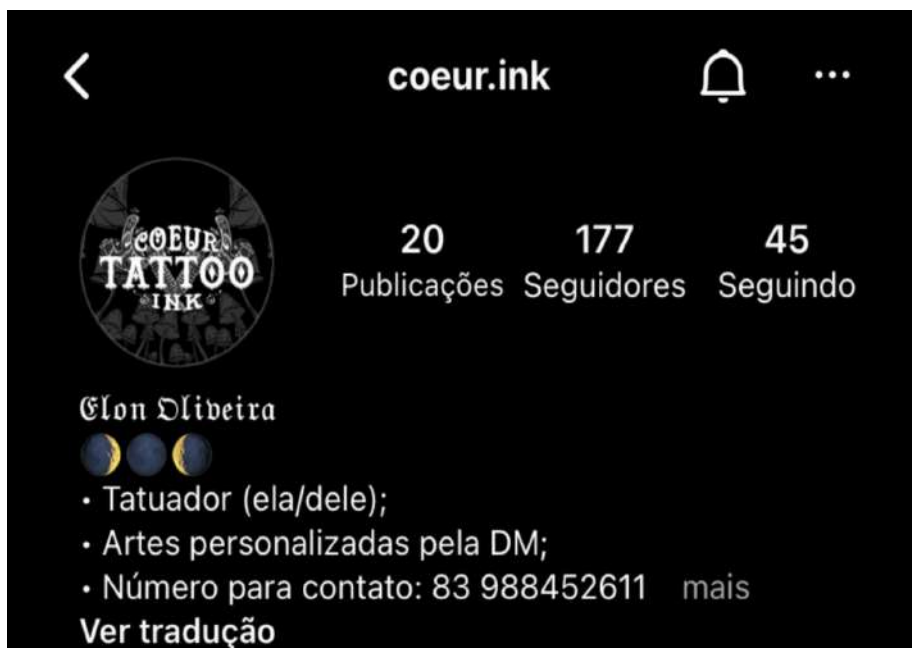 coeur.ink
COEUR
TATTOO
INK
20 177 45
Publicações Seguidores Seguindo
𝕰𝖑𝖔𝖓 𝕺𝖑𝖎𝖛𝖊𝖎𝖗𝖆
• Tatuador (ela/dele);
• Artes personalizadas pela DM;
• Número para contato: 83 988452611 mais
Ver tradução